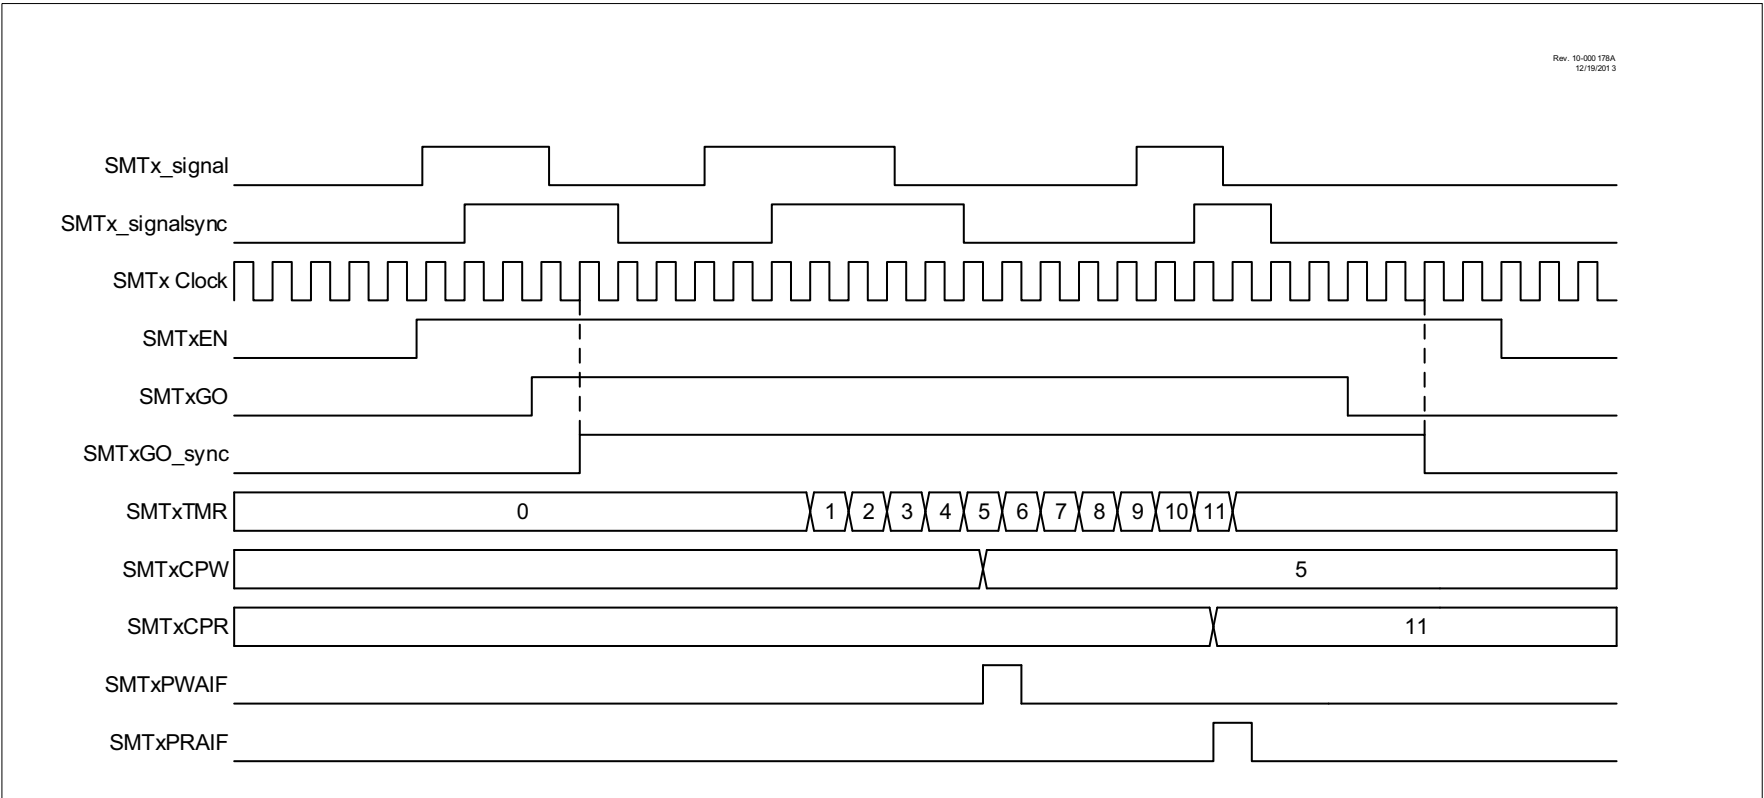 Rev. 10-000 178A
12/19/201 3
SMTx_signal
SMTx_signalsync
SMTx Clock
SMTxEN
SMTxGO
SMTxGO_sync
SMTxTMR 0 1 2 3 4 5 6 7 8 9 10 11
SMTxCPW 5
SMTxCPR 11
SMTxPWAIF
SMTxPRAIF